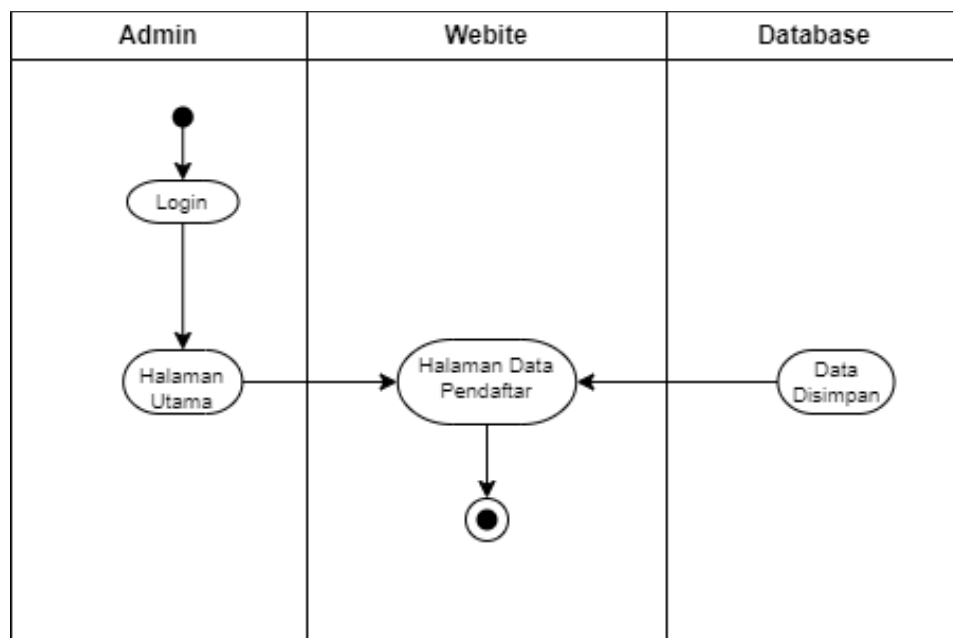 Admin
Webite
Database
Login
Halaman
Utama
Halaman Data
Pendaftar
Data
Disimpan